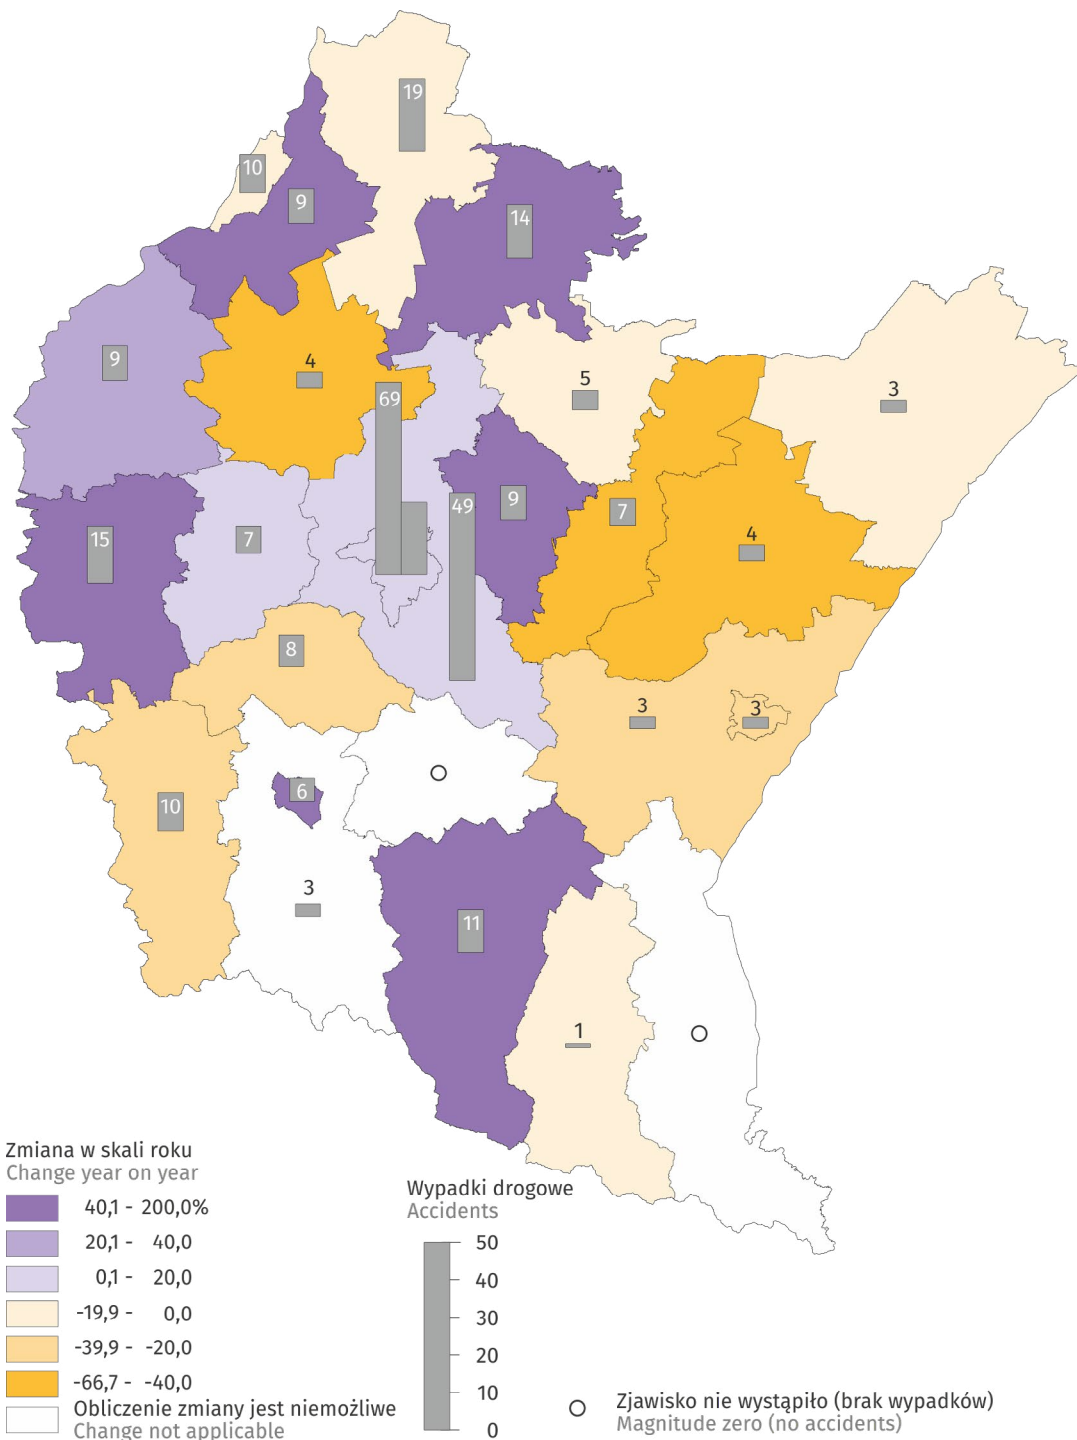 19
10
9
14
9
4
5
3
69
9
49
7
15
7
4
8
3
3
10
6
3
11
1
Zmiana w skali roku
Change year on year
40,1 - 200,0%
20,1 - 40,0
0,1 - 20,0
-19,9 - 0,0
-39,9 - -20,0
-66,7 - -40,0
Obliczenie zmiany jest niemożliwe
Change not applicable
Wypadki drogowe
Accidents
50
40
30
20
10
0
Zjawisko nie wystąpiło (brak wypadków)
Magnitude zero (no accidents)